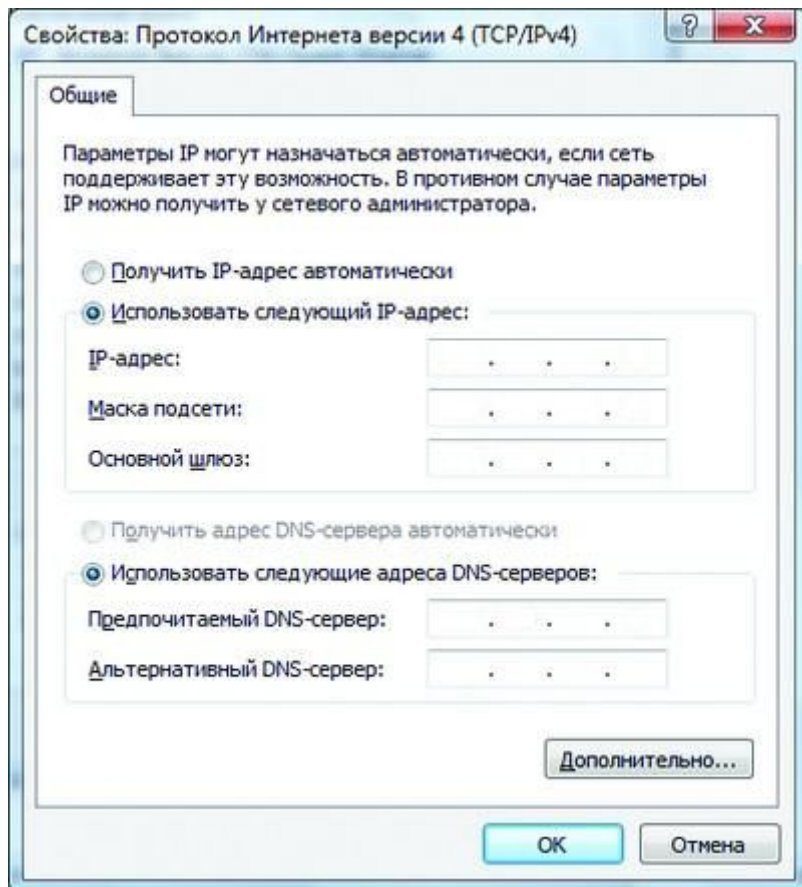 Свойства: Протокол Интернета версии 4 (TCP/IPv4)
Общие
Параметры IP могут назначаться автоматически, если сеть
поддерживает эту возможность. В противном случае параметры
IP можно получить у сетевого администратора.
Получить IP-адрес автоматически
Использовать следующий IP-адрес:
IP-адрес: . . .
Маска подсети: . . .
Основной шлюз: . . .
Получить адрес DNS-сервера автоматически
Использовать следующие адреса DNS-серверов:
Предпочитаемый DNS-сервер: . . .
Альтернативный DNS-сервер: . . .
Дополнительно...
OK Отмена